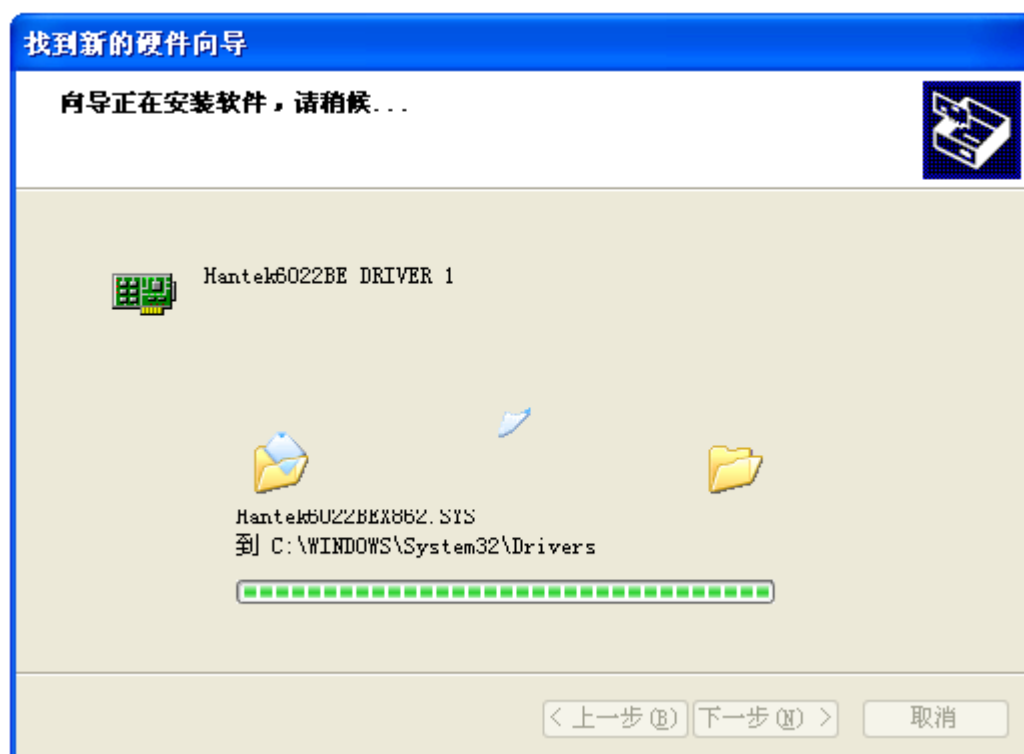 找到新的硬件向导
向导正在安装软件，请稍候...
Hantek6022BE DRIVER 1
Hantek6022BEX862.SYS
到 C:\WINDOWS\System32\Drivers
< 上一步(B) 下一步(N) > 取消